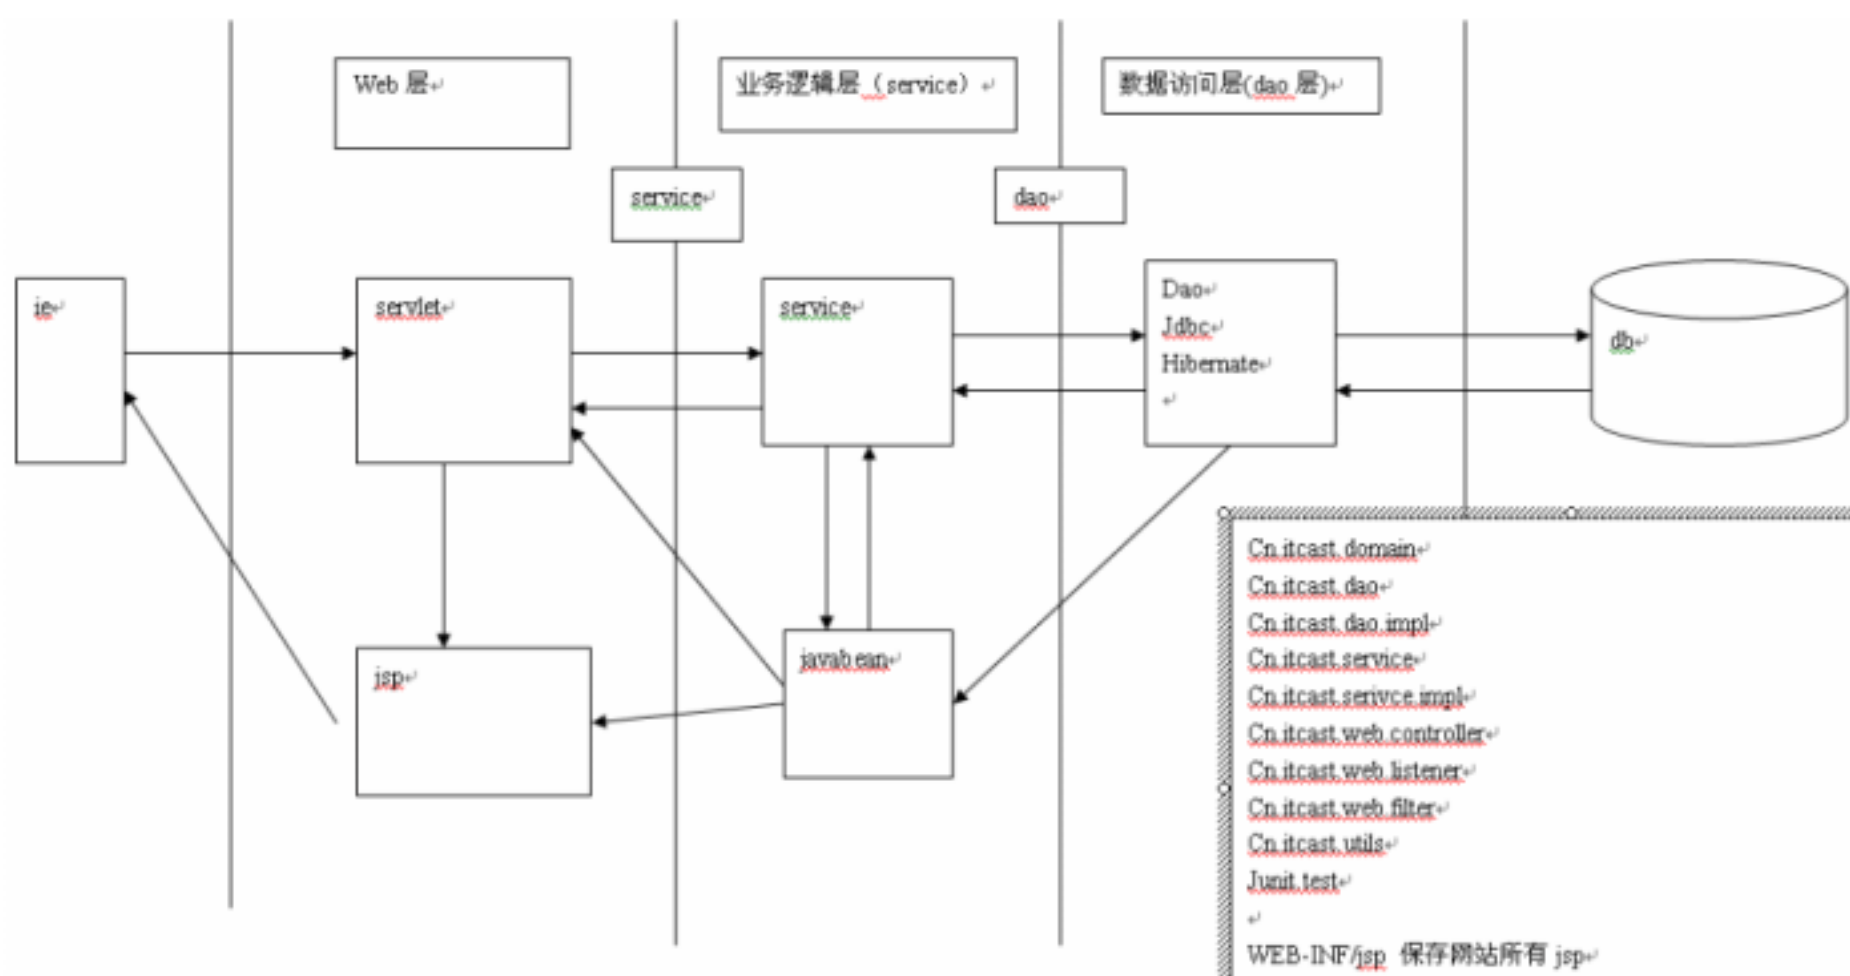 Web 层
业务逻辑层（service）
数据访问层(dao 层)
service
dao
ie
servlet
service
Dao
Jdbc
Hibernate
db
jsp
javabean
Cn.itcast.domain
Cn.itcast.dao
Cn.itcast.dao.impl
Cn.itcast.service
Cn.itcast.serivce.impl
Cn.itcast.web.controller
Cn.itcast.web.listener
Cn.itcast.web.filter
Cn.itcast.utils
Junit.test
WEB-INF/jsp 保存网站所有 jsp